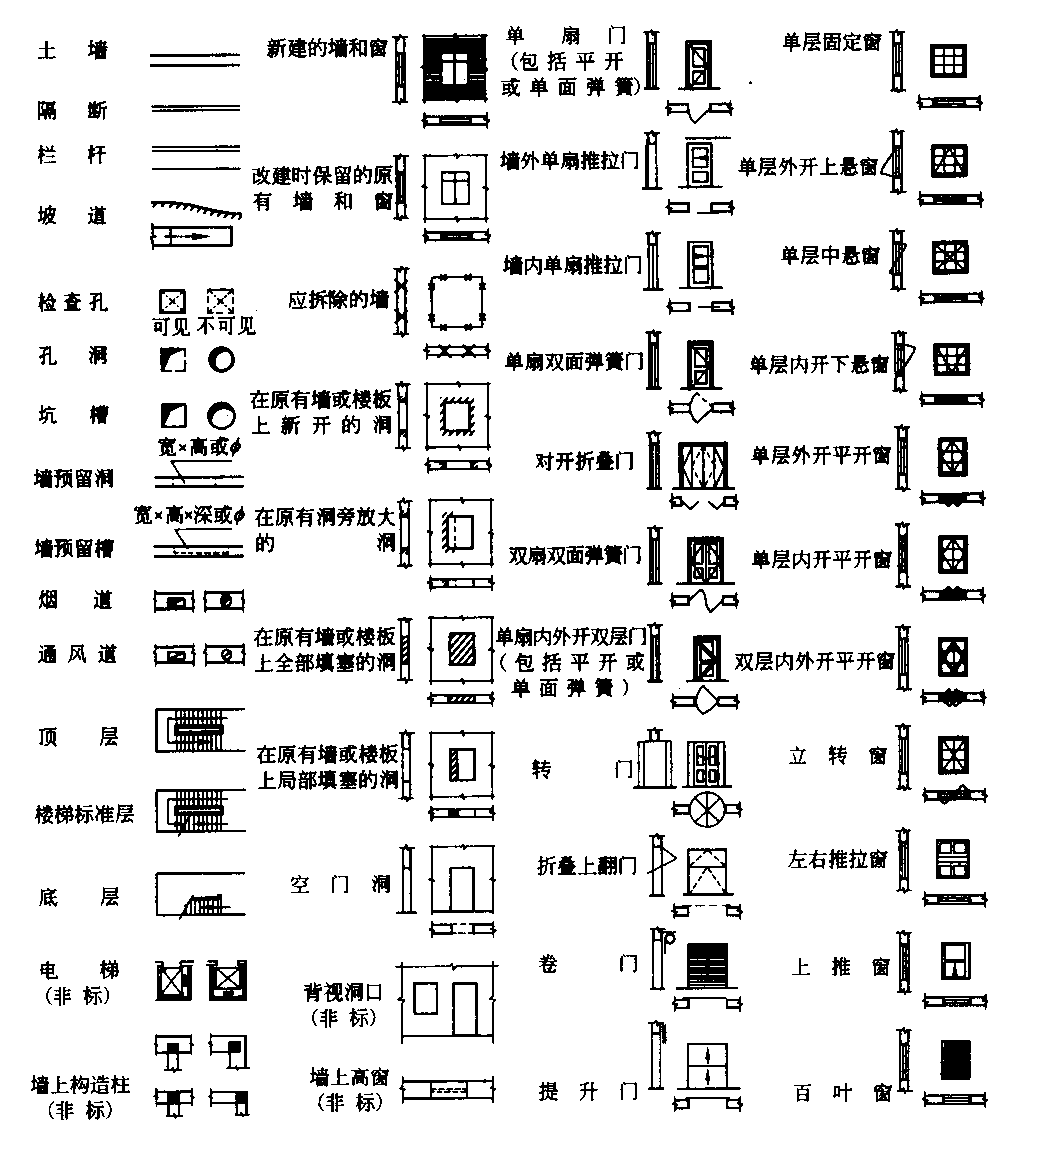 土 墙
隔 断
栏 杆
坡 道
检查孔
可见 不可见
孔 洞
坑 槽
宽×高或φ
墙预留洞
宽×高×深或φ
墙预留槽
烟 道
通风道
顶 层
楼梯标准层
底 层
电 梯
(非 标)
墙上构造柱
(非 标)
新建的墙和窗
改建时保留的原
有 墙 和 窗
应拆除的墙
在原有墙或楼板
上新开的洞
在原有洞旁放大
的 洞
在原有墙或楼板
上全部填塞的洞
在原有墙或楼板
上局部填塞的洞
空 门 洞
背视洞口
(非 标)
墙上高窗
(非 标)
单 扇 门
(包括平开
或单面弹簧)
墙外单扇推拉门
墙内单扇推拉门
单扇双面弹簧门
对开折叠门
双扇双面弹簧门
单扇内外开双层门
(包括平开或
单面弹簧)
转 门
折叠上翻门
卷 门
提 升 门
单层固定窗
单层外开上悬窗
单层中悬窗
单层内开下悬窗
单层外开平开窗
单层内开平开窗
双层内外开平开窗
立 转 窗
左右推拉窗
上 推 窗
百 叶 窗